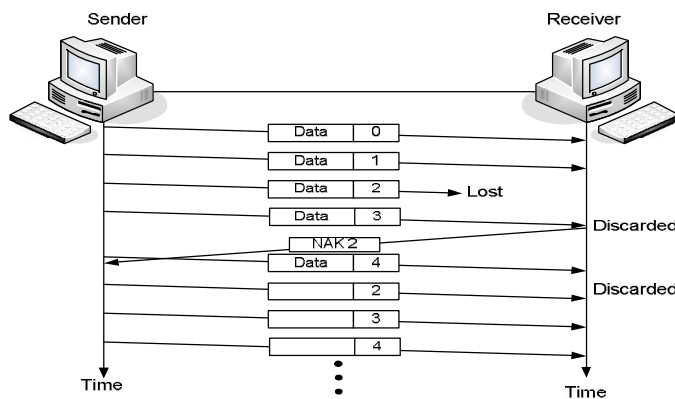 Sender
Receiver
Data 0
Data 1
Data 2
Lost
Data 3
Discarded
NAK 2
Data 4
Discarded
2
3
4
Time
Time